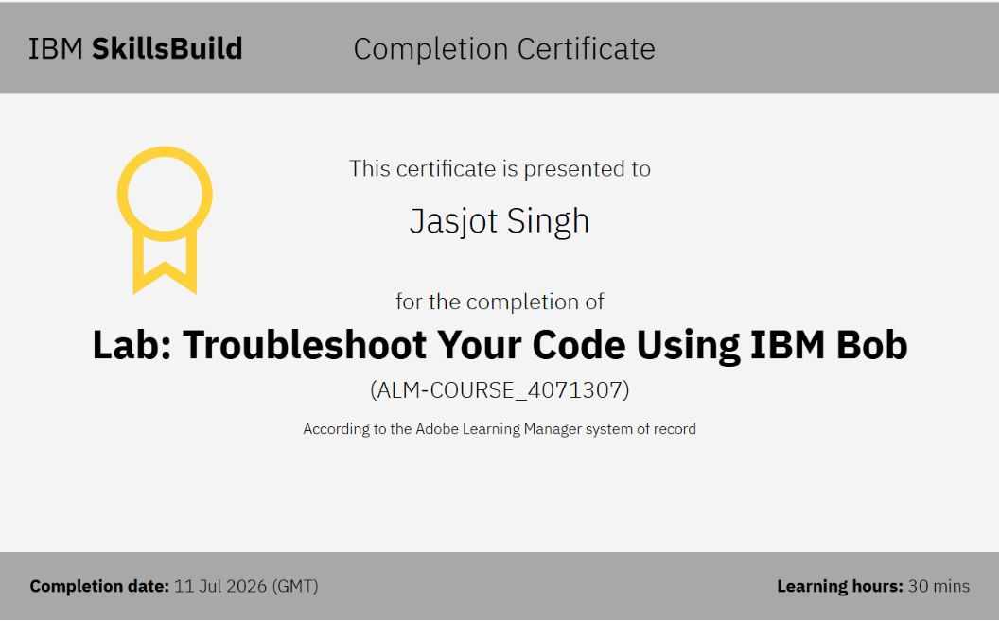 IBM SkillsBuild
Completion Certificate
This certificate is presented to
Jasjot Singh
for the completion of
Lab: Troubleshoot Your Code Using IBM Bob
(ALM-COURSE_4071307)
According to the Adobe Learning Manager system of record
Completion date: 11 Jul 2026 (GMT)
Learning hours: 30 mins